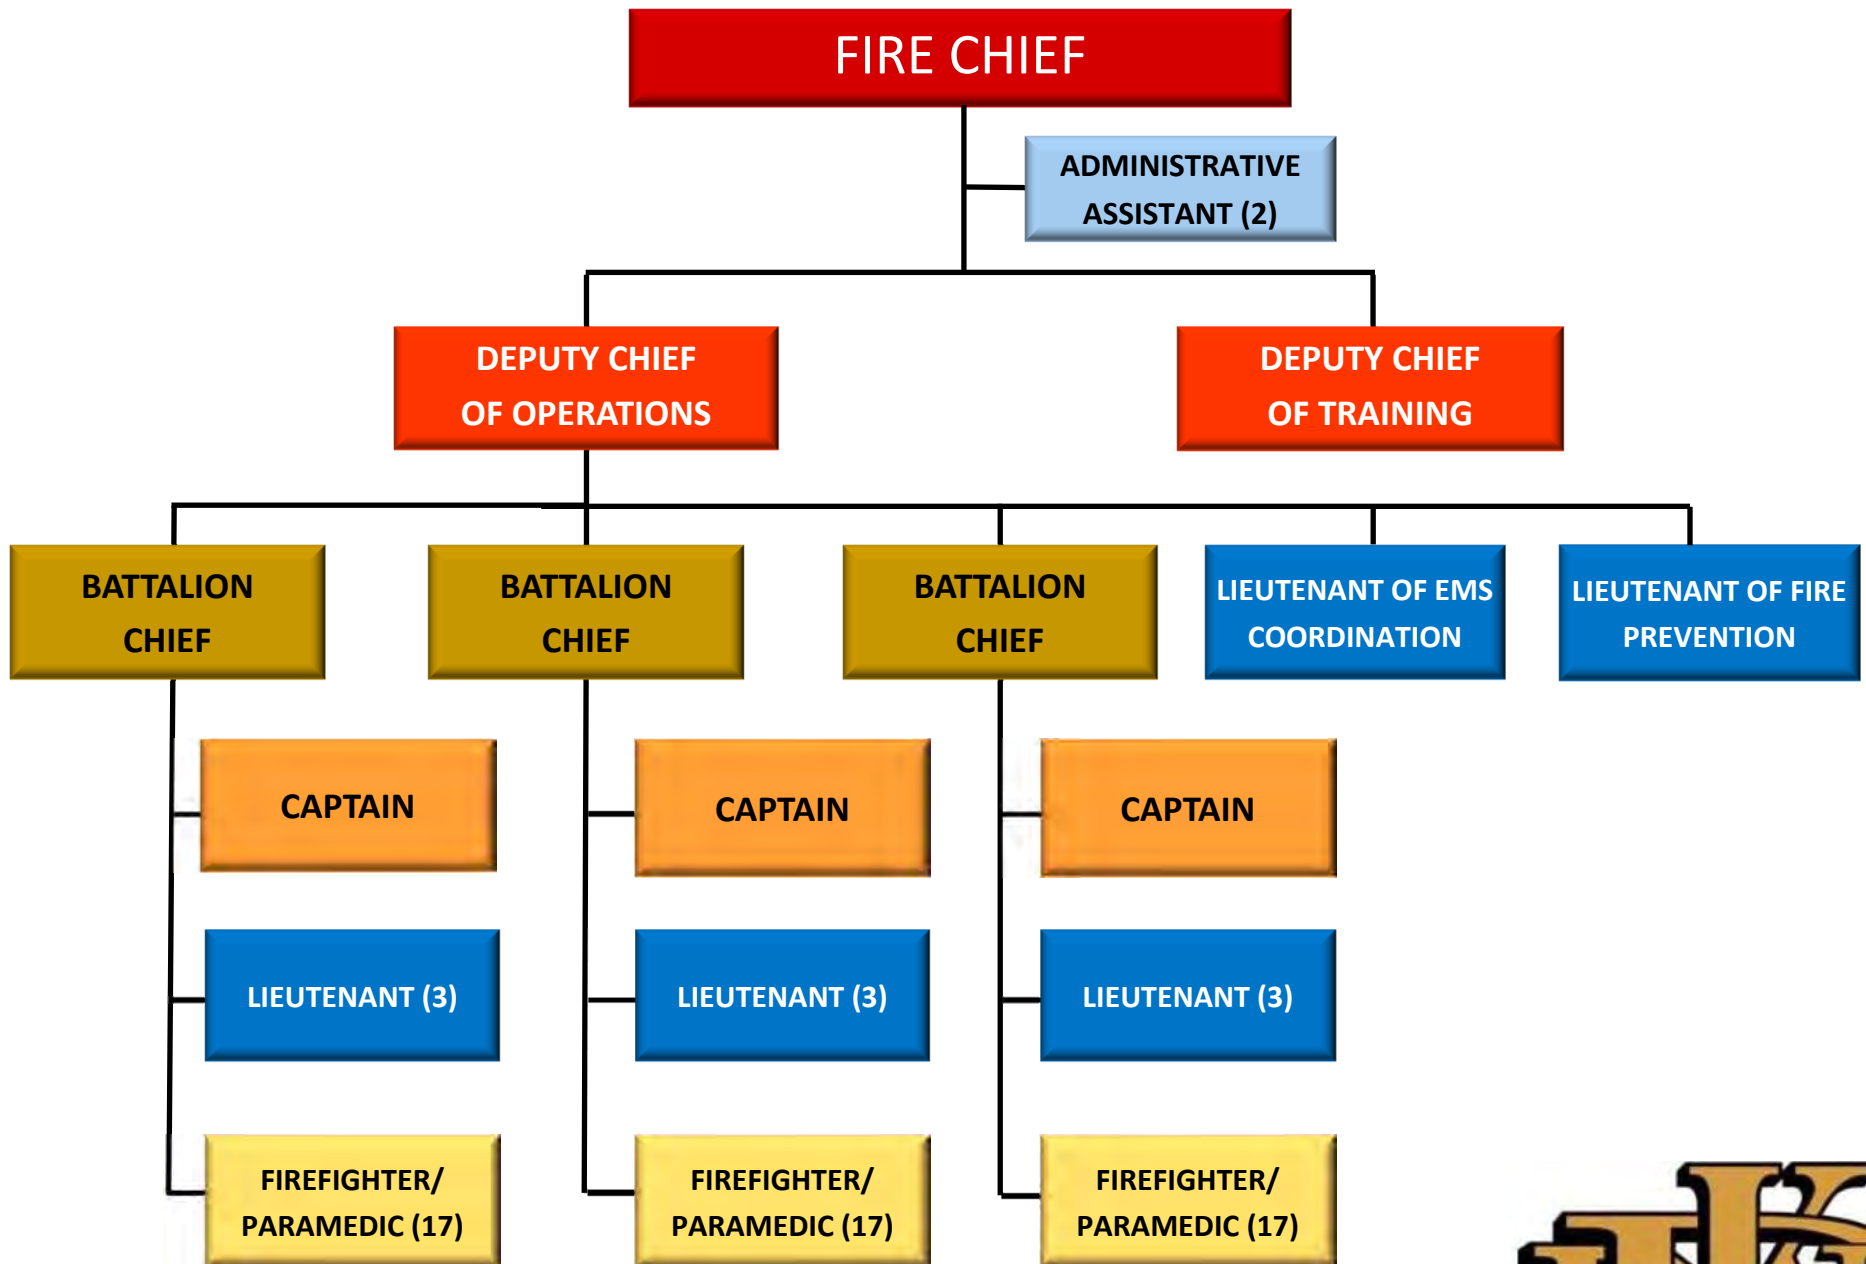 FIRE CHIEF
ADMINISTRATIVE
ASSISTANT (2)
DEPUTY CHIEF
OF OPERATIONS
DEPUTY CHIEF
OF TRAINING
BATTALION
CHIEF
BATTALION
CHIEF
BATTALION
CHIEF
LIEUTENANT OF EMS
COORDINATION
LIEUTENANT OF FIRE
PREVENTION
CAPTAIN
CAPTAIN
CAPTAIN
LIEUTENANT (3)
LIEUTENANT (3)
LIEUTENANT (3)
FIREFIGHTER/
PARAMEDIC (17)
FIREFIGHTER/
PARAMEDIC (17)
FIREFIGHTER/
PARAMEDIC (17)